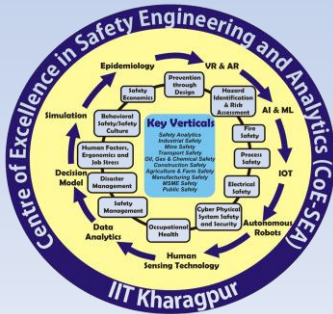 Centre of Excellence in Safety Engineering and Analytics (CoE-SEA)
IIT Kharagpur
Epidemiology
VR & AR
AI & ML
IOT
Autonomous
Robots
Human
Sensing Technology
Data
Analytics
Decision
Model
Simulation
Prevention
through
Design
Hazard
Identification
& Risk
Assessment
Fire
Safety
Process
Safety
Electrical
Safety
Cyber Physical
System Safety
and Security
Occupational
Health
Safety
Management
Disaster
Management
Human Factors,
Ergonomics and
Job Stress
Behavioral
Safety/Safety
Culture
Safety
Economics
Key Verticals
Safety Analytics
Industrial Safety
Mine Safety
Transport Safety
Oil, Gas & Chemical Safety
Construction Safety
Agriculture & Farm Safety
Manufacturing Safety
MSME Safety
Public Safety